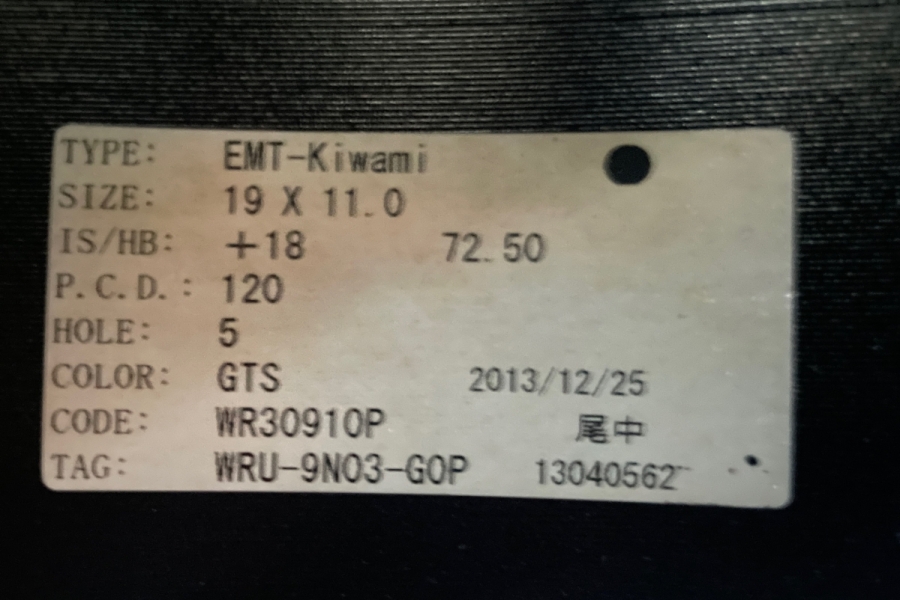 TYPE: EMT-Kiwami
SIZE: 19 X 11.0
IS/HB: +18 72.50
P.C.D.: 120
HOLE: 5
COLOR: GTS 2013/12/25
CODE: WR30910P 尾中
TAG: WRU-9N03-G0P 13040562